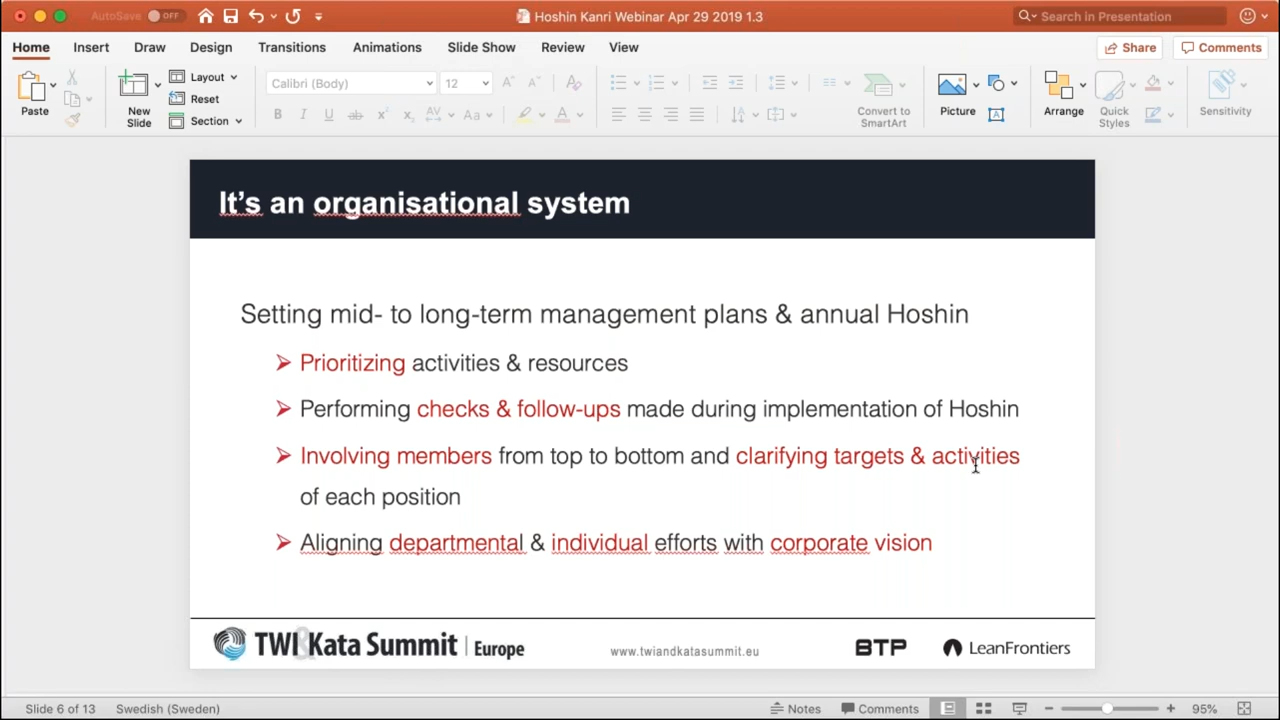 AutoSave OFF
Hoshin Kanri Webinar Apr 29 2019 1.3
Search in Presentation
Home Insert Draw Design Transitions Animations Slide Show Review View
Share Comments
Paste
New Slide
Layout
Reset
Section
Calibri (Body) 12
Convert to SmartArt
Picture
Arrange
Quick Styles
Sensitivity
It's an organisational system
Setting mid- to long-term management plans & annual Hoshin
➢ Prioritizing activities & resources
➢ Performing checks & follow-ups made during implementation of Hoshin
➢ Involving members from top to bottom and clarifying targets & activities
of each position
➢ Aligning departmental & individual efforts with corporate vision
TWI & Kata Summit | Europe
www.twiandkatasummit.eu
BTP
LeanFrontiers
Slide 6 of 13 Swedish (Sweden) Notes Comments 95%